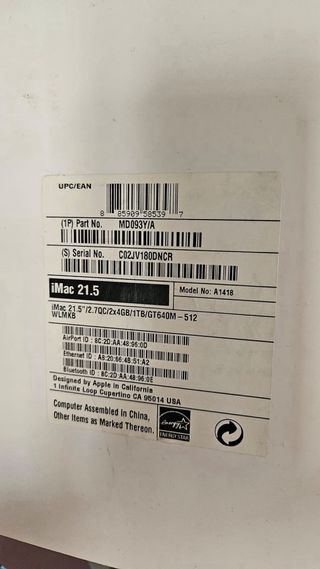 UPC/EAN
8 85909 58539 7
(1P) Part No. MD093Y/A
(S) Serial No. C02JV180DNCR
iMac 21.5 Model No: A1418
iMac 21.5"/2.7QC/2x4GB/1TB/GT640M-512
WLMKB
AirPort ID : 8C:2D:AA:48:96:0D
Ethernet ID : A8:20:66:4B:51:A2
Bluetooth ID : 8C:2D:AA:48:96:0E
Designed by Apple in California
1 Infinite Loop Cupertino CA 95014 USA
Computer Assembled in China,
Other Items as Marked Thereon.
ENERGY STAR